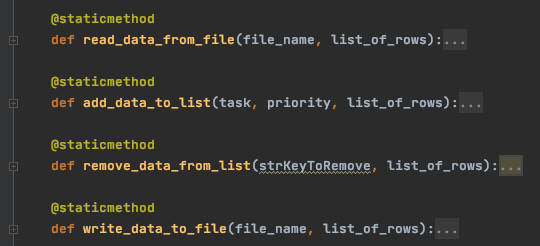 @staticmethod
def read_data_from_file(file_name, list_of_rows):...
@staticmethod
def add_data_to_list(task, priority, list_of_rows):...
@staticmethod
def remove_data_from_list(strKeyToRemove, list_of_rows):...
@staticmethod
def write_data_to_file(file_name, list_of_rows):...